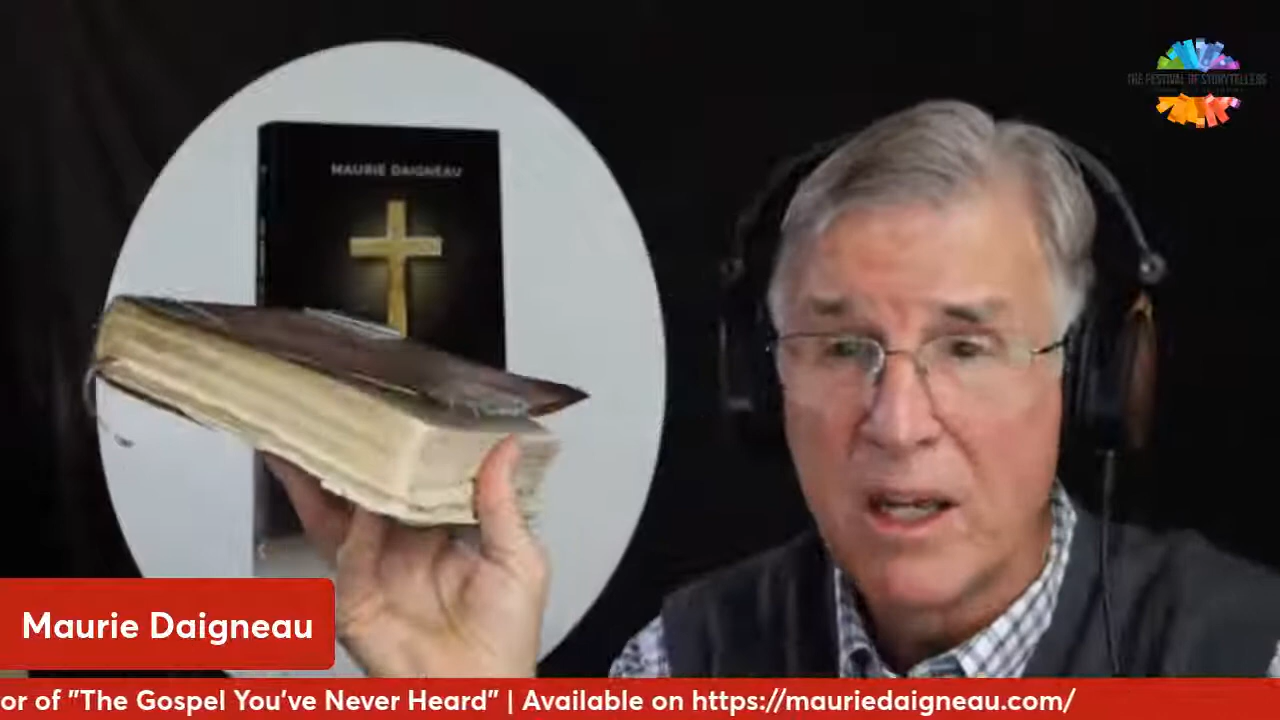 THE FESTIVAL OF STORYTELLERS
MAURIE DAIGNEAU
Maurie Daigneau
or of "The Gospel You've Never Heard" | Available on https://mauriedaigneau.com/